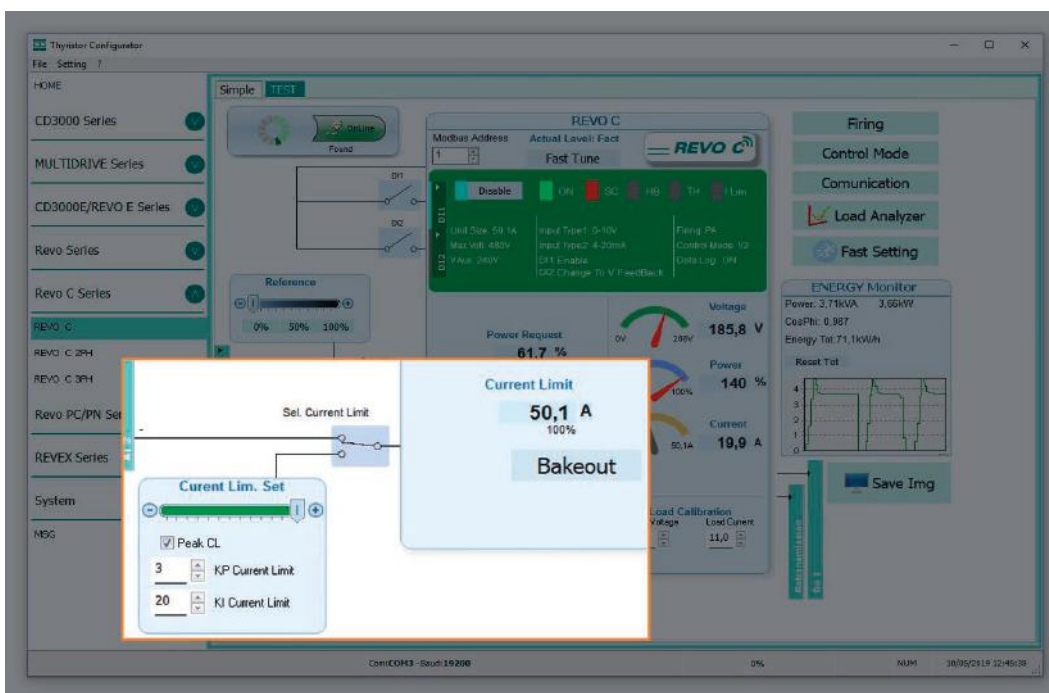 Thyristor Configurator
File Setting ?
HOME
CD3000 Series
MULTIDRIVE Series
CD3000E/REVO E Series
Revo Series
Revo C Series
REVO C
REVO C 2PH
REVO C 3PH
Revo PC/PN Ser
REVEX Series
System
MSG
Simple TEST
OnLine
Found
DI1
DI2
Reference
0% 50% 100%
REVO C
Modbus Address
1
Actual Level: Fact
Fast Tune
REVO C
DI1
DI2
Disable ON SC HB TH I Lim
Unit Size: 50,1A
Max Volt: 480V
V Aux: 240V
Input Type1: 0-10V
Input Type2: 4-20mA
DI1:Enable
DI2:Change To V FeedBack
Firing: PA
Control Mode: V2
Data Log: ON
Power Request
61,7 %
0V
Voltage
185,8 V
Power
140 %
100%
Current
50,1A 19,9 A
Load Calibration
Voltage Load Current
11,0
Firing
Control Mode
Comunication
Load Analyzer
Fast Setting
ENERGY Monitor
Power: 3,71kVA 3,66kW
CosPhi: 0,987
Energy Tot:71,1kW/h
Reset Tot
4
3
2
1
0
Save Img
Retransmission
Sel. Current Limit
Current Limit
50,1 A
100%
Bakeout
Curent Lim. Set
Peak CL
3 KP Current Limit
20 KI Current Limit
Baud:19200
0%
NUM